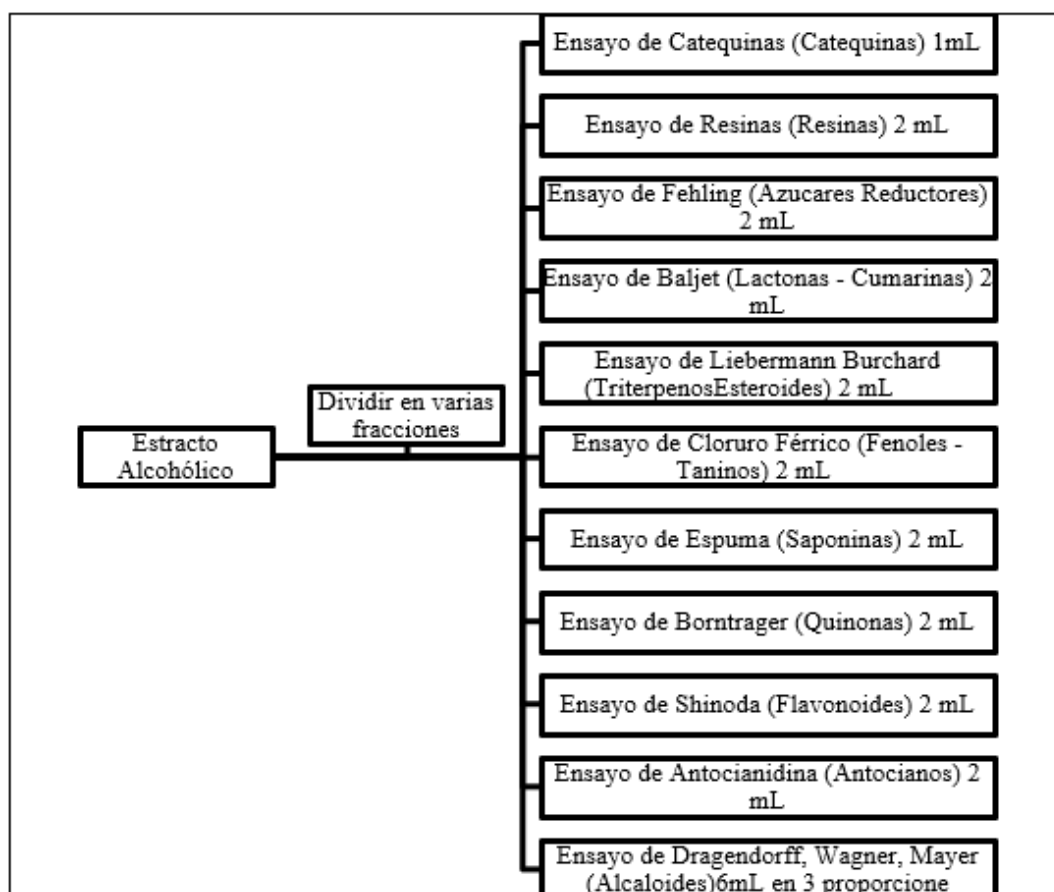 Ensayo de Catequinas (Catequinas) 1mL
Ensayo de Resinas (Resinas) 2 mL
Ensayo de Fehling (Azucares Reductores)
2 mL
Ensayo de Baljet (Lactonas - Cumarinas) 2
mL
Ensayo de Liebermann Burchard
(TriterpenosEsteroides) 2 mL
Dividir en varias
fracciones
Estracto
Alcohólico
Ensayo de Cloruro Férrico (Fenoles -
Taninos) 2 mL
Ensayo de Espuma (Saponinas) 2 mL
Ensayo de Borntrager (Quinonas) 2 mL
Ensayo de Shinoda (Flavonoides) 2 mL
Ensayo de Antocianidina (Antocianos) 2
mL
Ensayo de Dragendorff, Wagner, Mayer
(Alcaloides)6mL en 3 proporcione